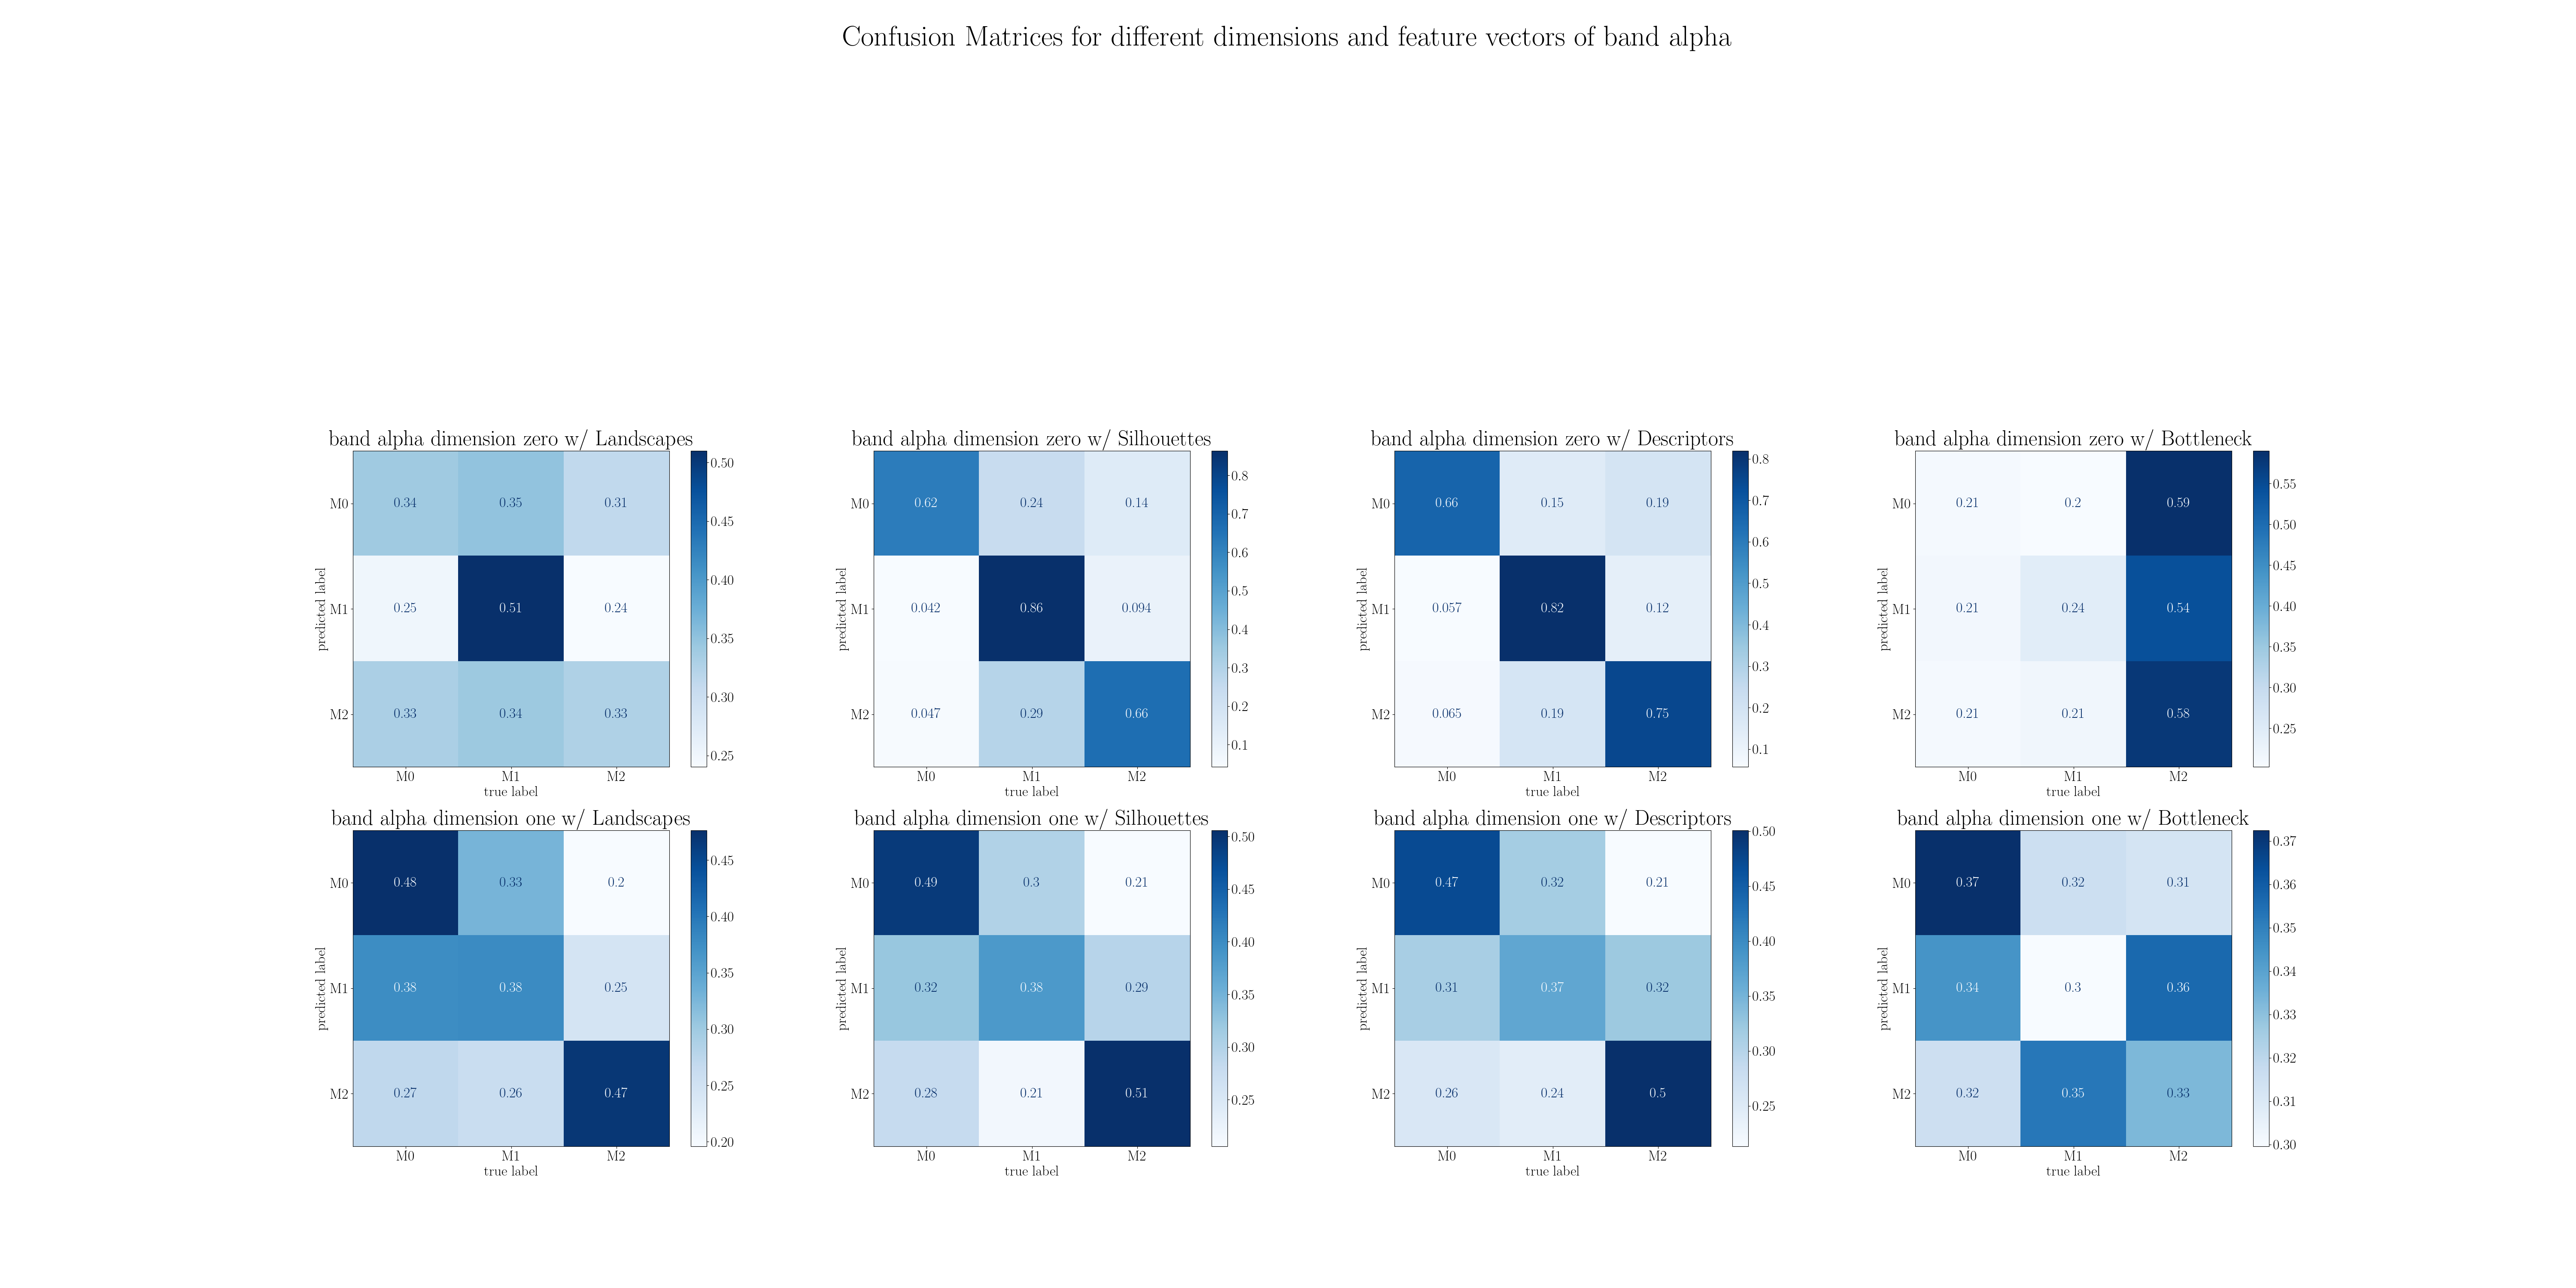 Confusion Matrices for different dimensions and feature vectors of band alpha
band alpha dimension zero w/ Landscapes
predicted label
M0 0.34 0.35 0.31
M1 0.25 0.51 0.24
M2 0.33 0.34 0.33
M0 M1 M2
true label
0.50
0.45
0.40
0.35
0.30
0.25
band alpha dimension zero w/ Silhouettes
predicted label
M0 0.62 0.24 0.14
M1 0.042 0.86 0.094
M2 0.047 0.29 0.66
M0 M1 M2
true label
0.8
0.7
0.6
0.5
0.4
0.3
0.2
0.1
band alpha dimension zero w/ Descriptors
predicted label
M0 0.66 0.15 0.19
M1 0.057 0.82 0.12
M2 0.065 0.19 0.75
M0 M1 M2
true label
0.8
0.7
0.6
0.5
0.4
0.3
0.2
0.1
band alpha dimension zero w/ Bottleneck
predicted label
M0 0.21 0.2 0.59
M1 0.21 0.24 0.54
M2 0.21 0.21 0.58
M0 M1 M2
true label
0.55
0.50
0.45
0.40
0.35
0.30
0.25
band alpha dimension one w/ Landscapes
predicted label
M0 0.48 0.33 0.2
M1 0.38 0.38 0.25
M2 0.27 0.26 0.47
M0 M1 M2
true label
0.45
0.40
0.35
0.30
0.25
0.20
band alpha dimension one w/ Silhouettes
predicted label
M0 0.49 0.3 0.21
M1 0.32 0.38 0.29
M2 0.28 0.21 0.51
M0 M1 M2
true label
0.50
0.45
0.40
0.35
0.30
0.25
band alpha dimension one w/ Descriptors
predicted label
M0 0.47 0.32 0.21
M1 0.31 0.37 0.32
M2 0.26 0.24 0.5
M0 M1 M2
true label
0.50
0.45
0.40
0.35
0.30
0.25
band alpha dimension one w/ Bottleneck
predicted label
M0 0.37 0.32 0.31
M1 0.34 0.3 0.36
M2 0.32 0.35 0.33
M0 M1 M2
true label
0.37
0.36
0.35
0.34
0.33
0.32
0.31
0.30